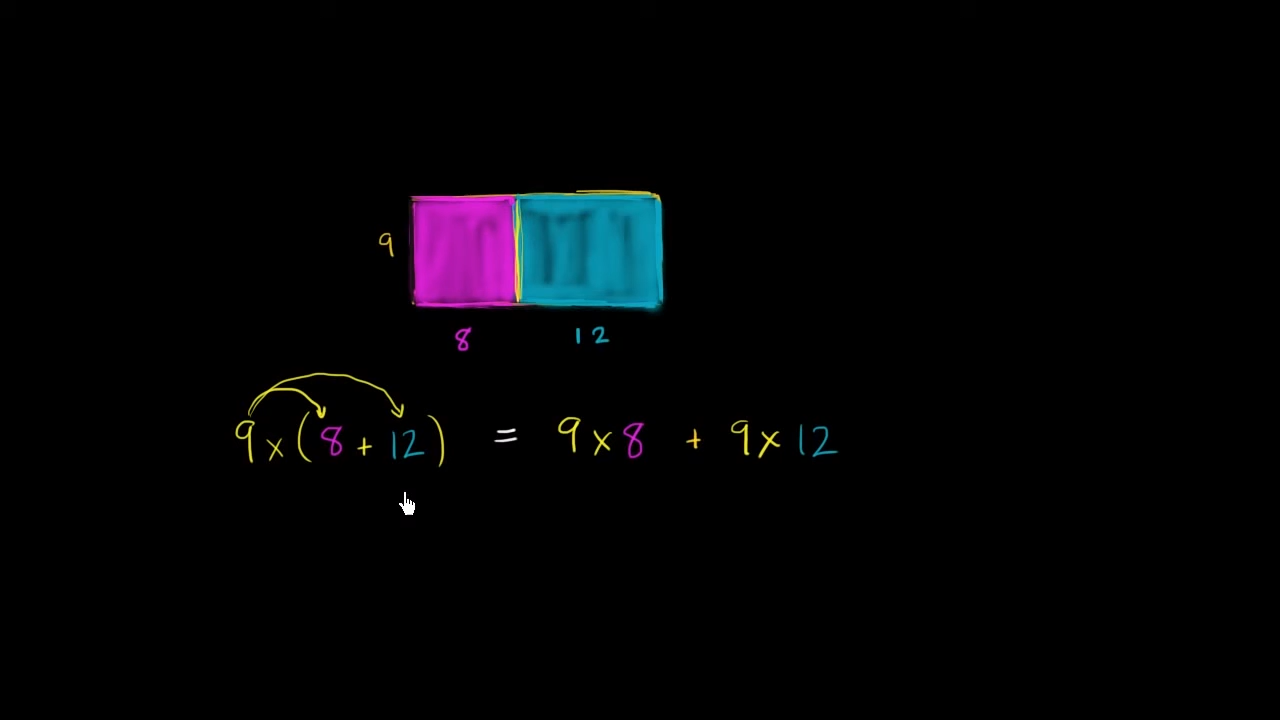 9
8 12
9 x (8 + 12) = 9 x 8 + 9 x 12